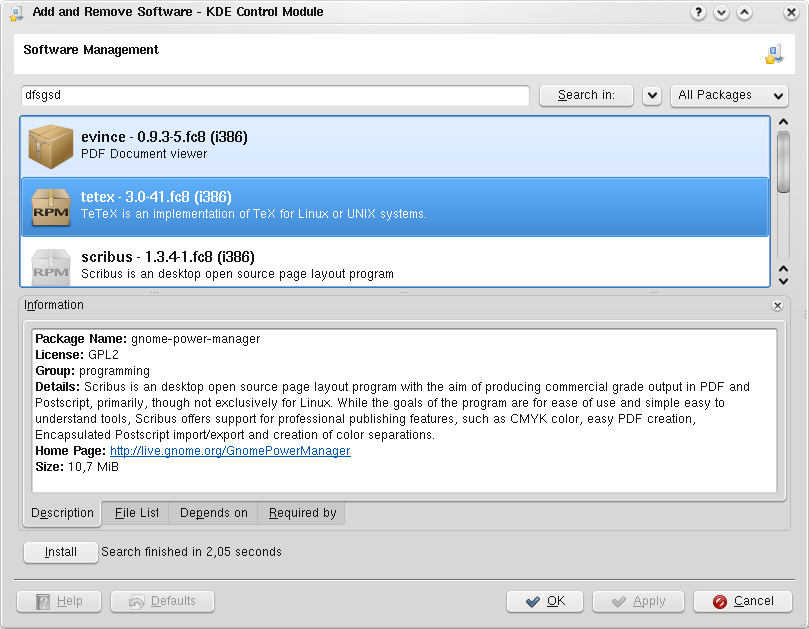 Add and Remove Software - KDE Control Module
?
Software Management
dfsgsd
Search in:
All Packages
evince - 0.9.3-5.fc8 (i386)
PDF Document viewer
RPM
tetex - 3.0-41.fc8 (i386)
TeTeX is an implementation of TeX for Linux or UNIX systems.
RPM
scribus - 1.3.4-1.fc8 (i386)
Scribus is an desktop open source page layout program
Information
Package Name: gnome-power-manager
License: GPL2
Group: programming
Details: Scribus is an desktop open source page layout program with the aim of producing commercial grade output in PDF and
Postscript, primarily, though not exclusively for Linux. While the goals of the program are for ease of use and simple easy to
understand tools, Scribus offers support for professional publishing features, such as CMYK color, easy PDF creation,
Encapsulated Postscript import/export and creation of color separations.
Home Page: http://live.gnome.org/GnomePowerManager
Size: 10,7 MiB
Description File List Depends on Required by
Install Search finished in 2,05 seconds
Help Defaults OK Apply Cancel